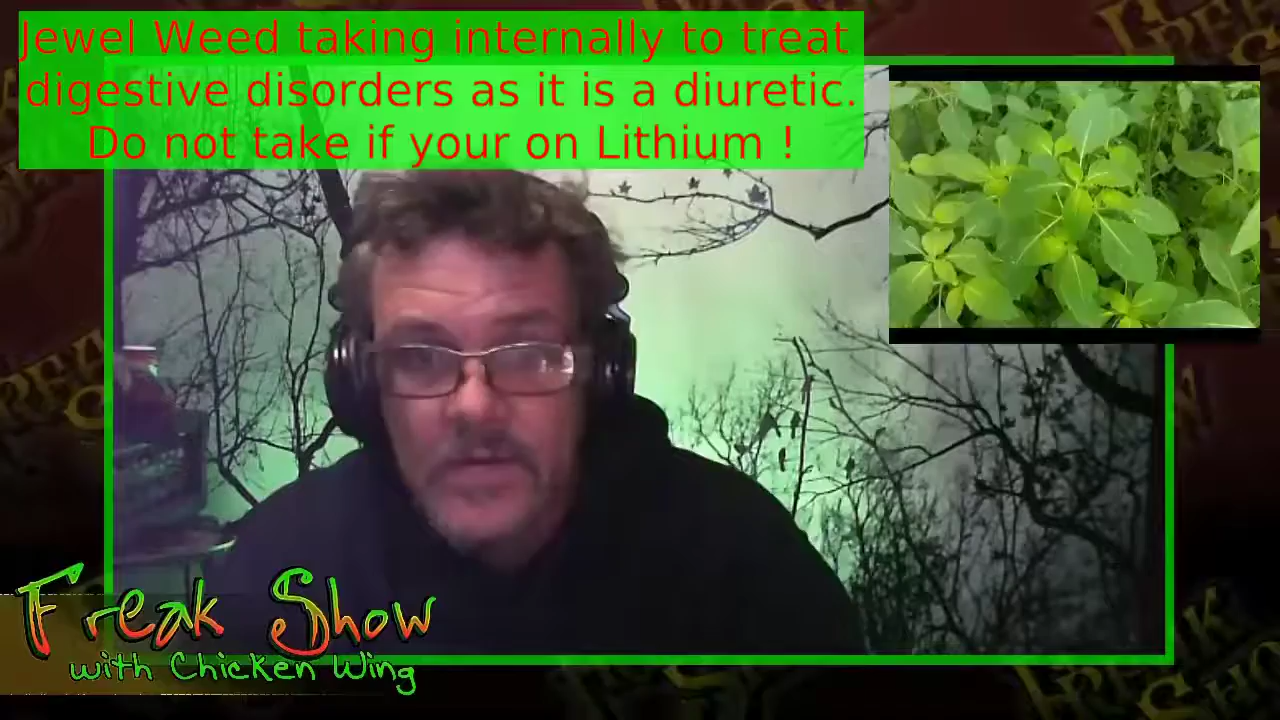 Jewel Weed taking internally to treat
digestive disorders as it is a diuretic.
Do not take if your on Lithium !
Freak Show
with Chicken Wing